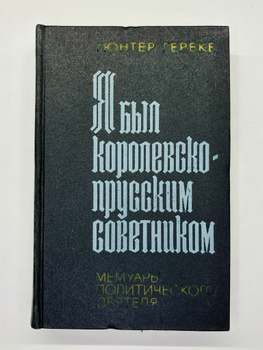 ГЮНТЕР ГЕРЕКЕ
Я был
королевско-
прусским
советником
МЕМУАРЫ
ПОЛИТИЧЕСКОГО
ДЕЯТЕЛЯ